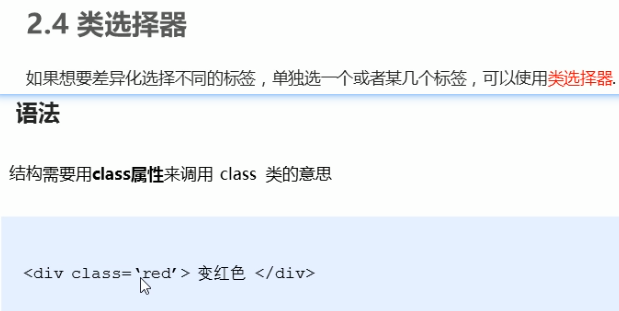 2.4 类选择器
如果想要差异化选择不同的标签，单独选一个或者某几个标签，可以使用类选择器.
语法
结构需要用class属性来调用 class 类的意思
<div class=‘red’> 变红色 </div>